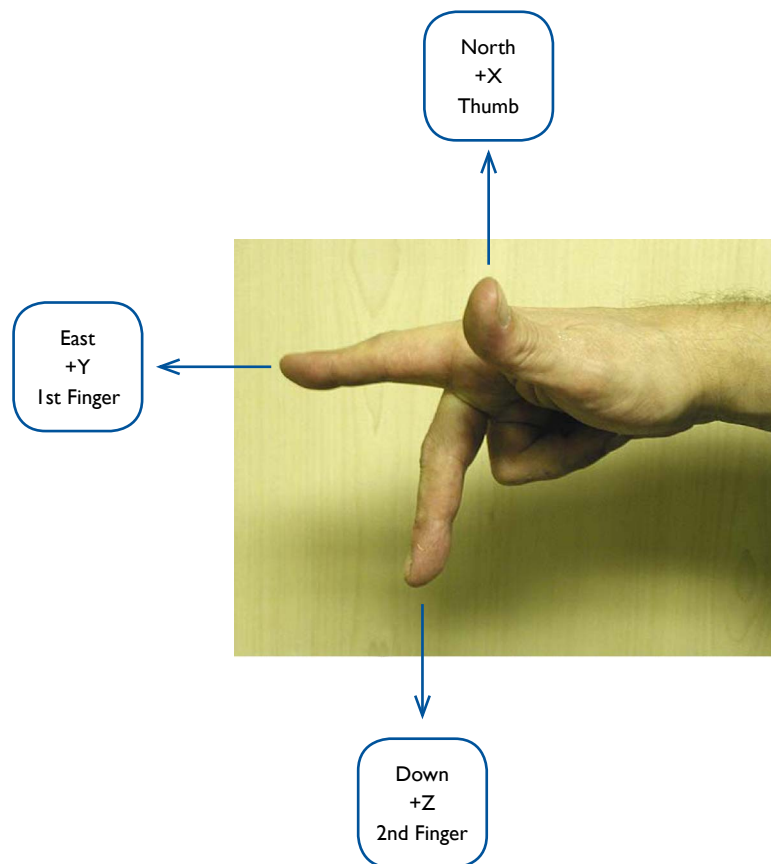 North
+X
Thumb
East
+Y
1st Finger
Down
+Z
2nd Finger